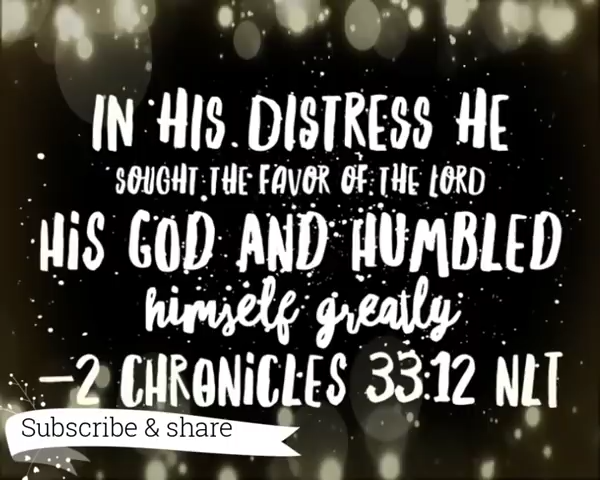 IN HIS DISTRESS HE
SOUGHT THE FAVOR OF THE LORD
HIS GOD AND HUMBLED
himself greatly
-2 CHRONICLES 33:12 NLT
Subscribe & share